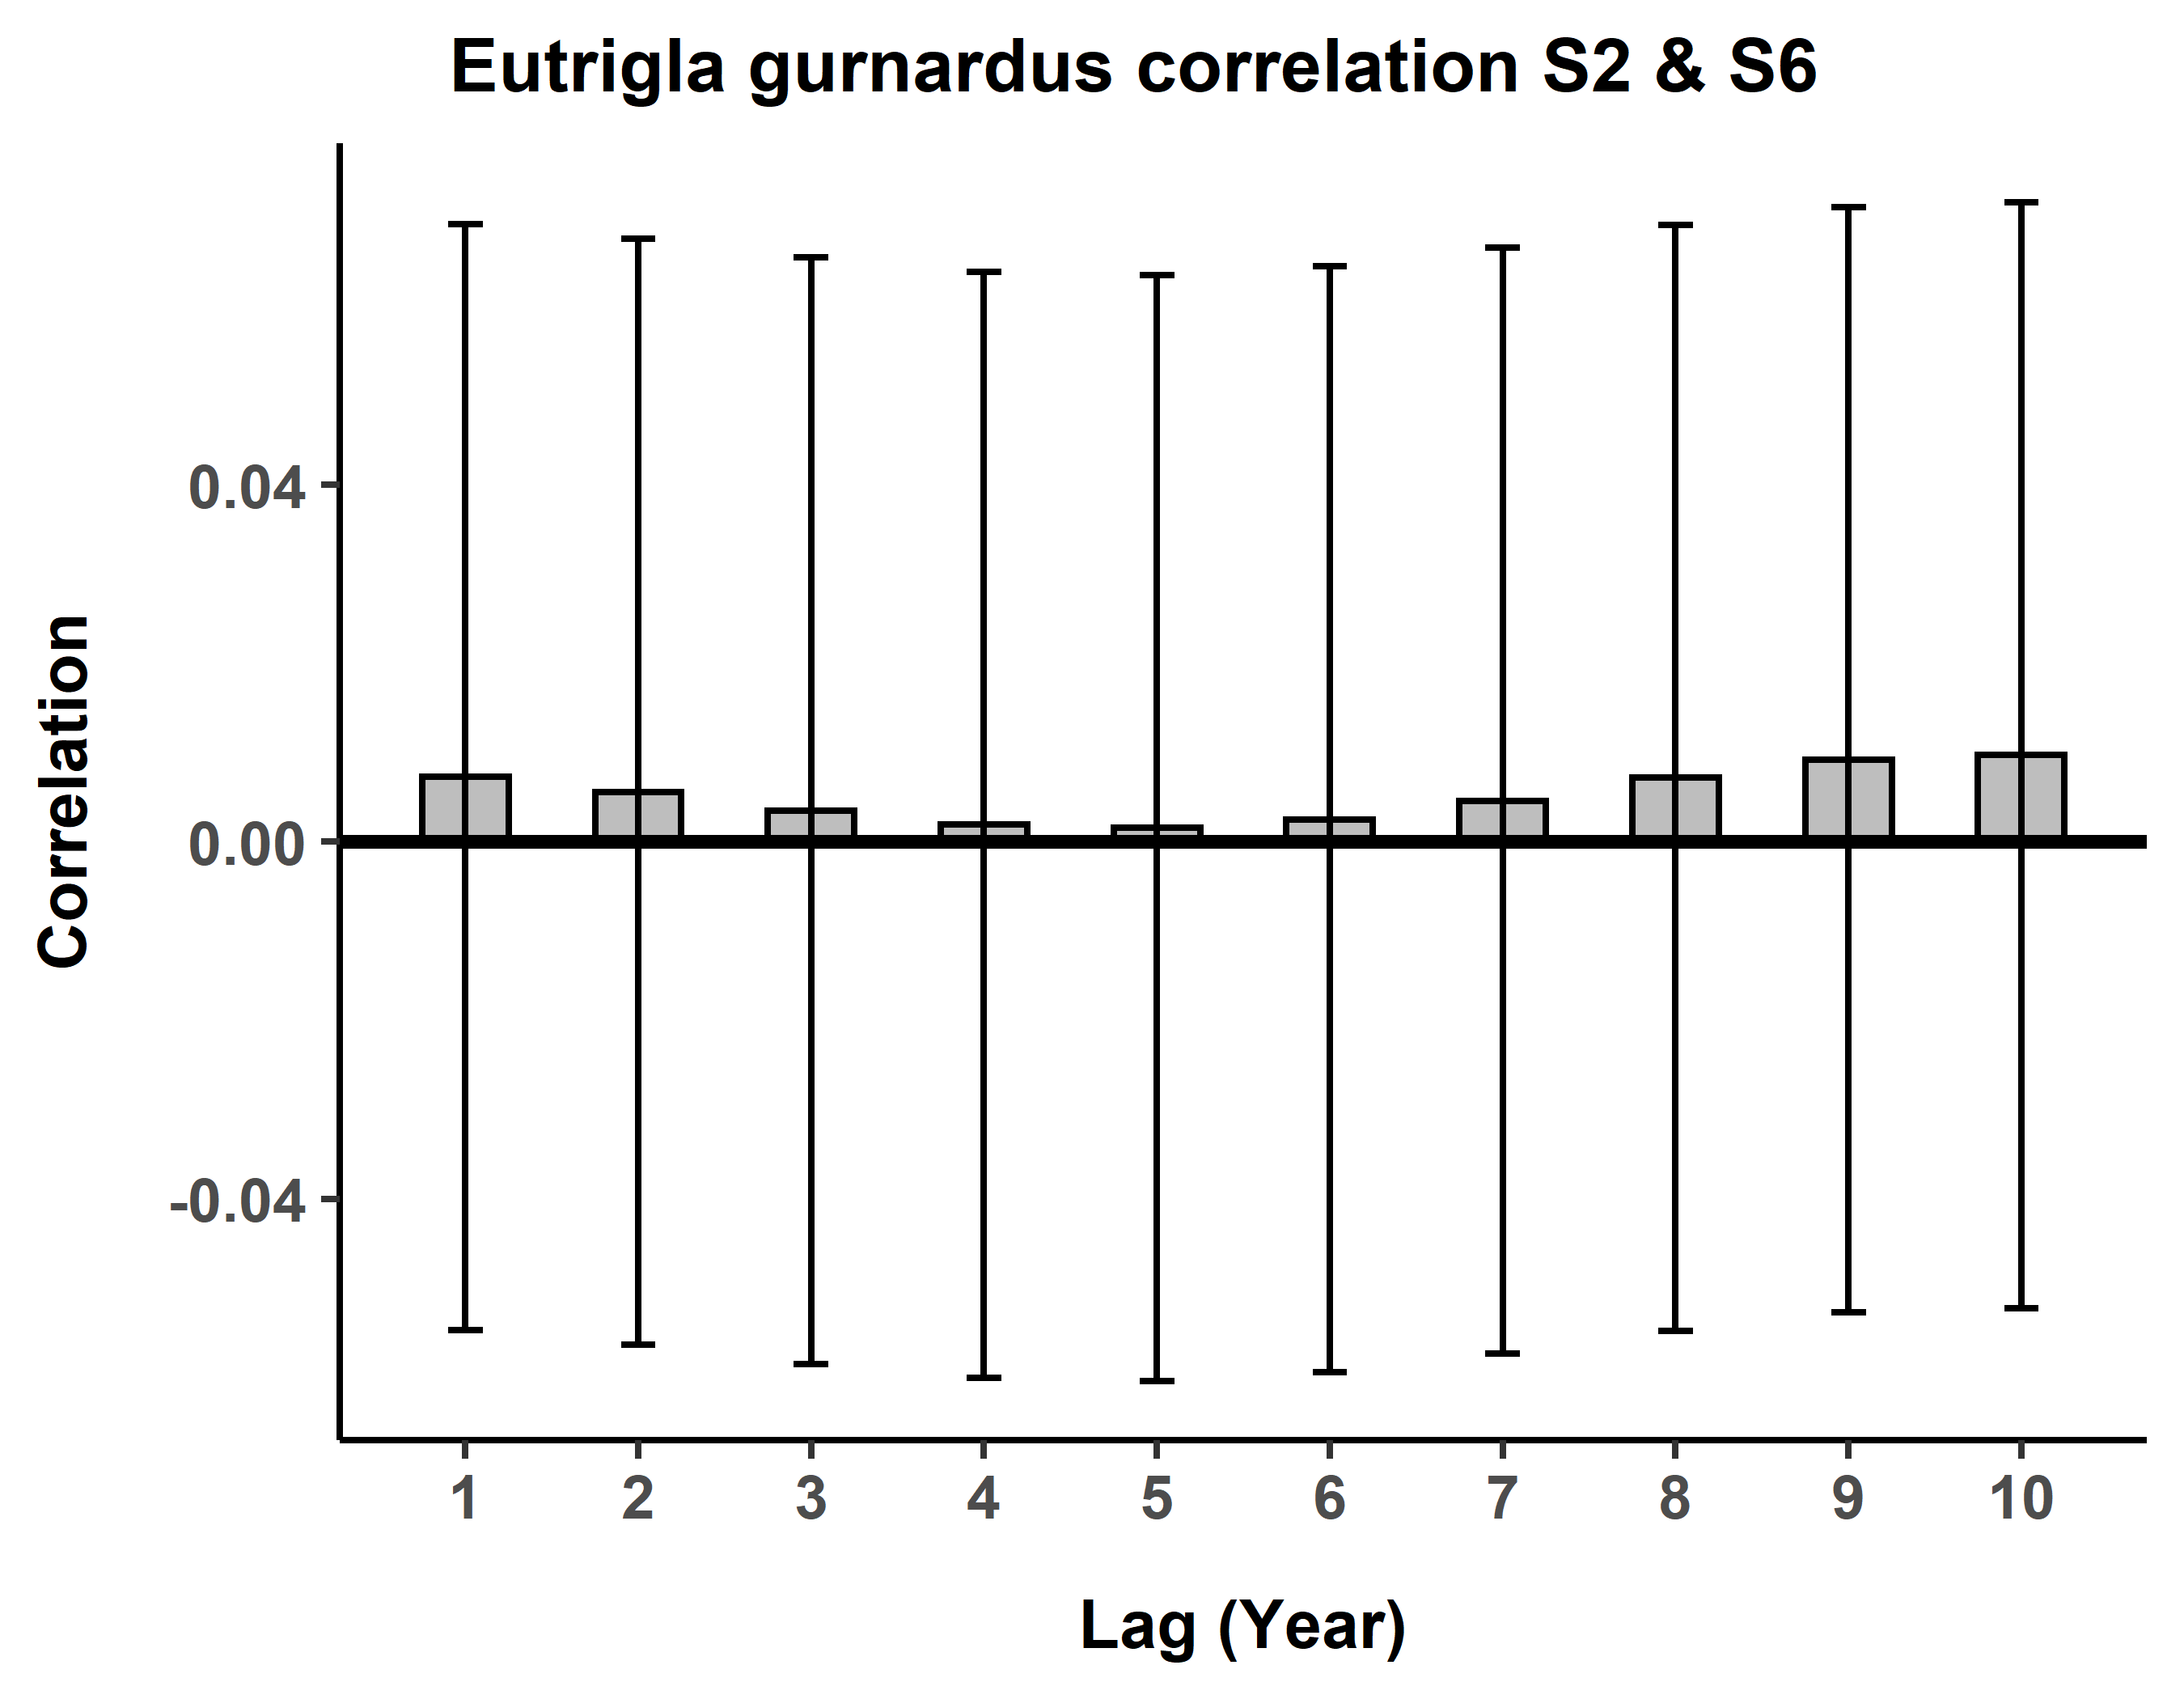 Eutrigla gurnardus correlation S2 & S6
Correlation
0.04
0.00
-0.04
1 2 3 4 5 6 7 8 9 10
Lag (Year)